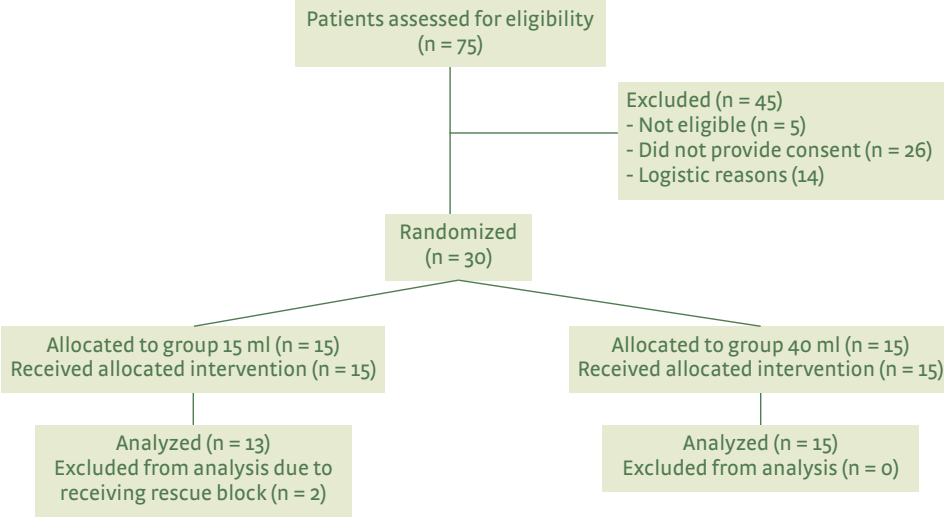 Patients assessed for eligibility
(n = 75)
Excluded (n = 45)
- Not eligible (n = 5)
- Did not provide consent (n = 26)
- Logistic reasons (14)
Randomized
(n = 30)
Allocated to group 15 ml (n = 15)
Received allocated intervention (n = 15)
Allocated to group 40 ml (n = 15)
Received allocated intervention (n = 15)
Analyzed (n = 13)
Excluded from analysis due to
receiving rescue block (n = 2)
Analyzed (n = 15)
Excluded from analysis (n = 0)